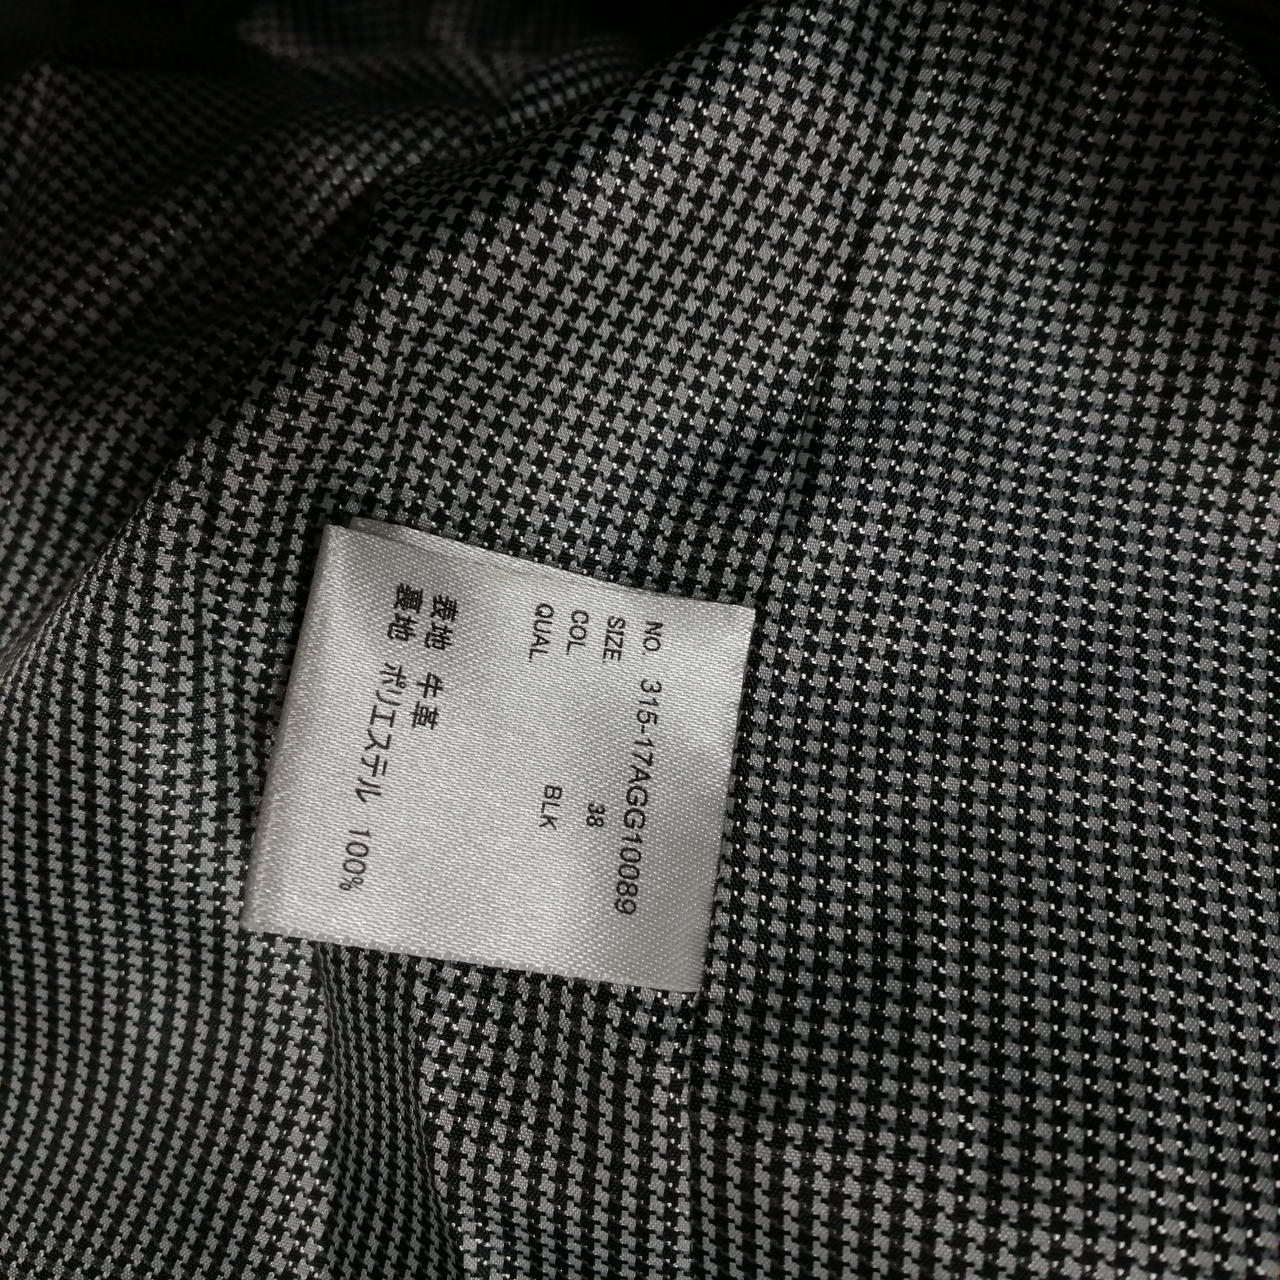 NO. 315-17AGG10089
SIZE 38
COL BLK
QUAL
表地 牛革
裏地 ポリエステル 100%